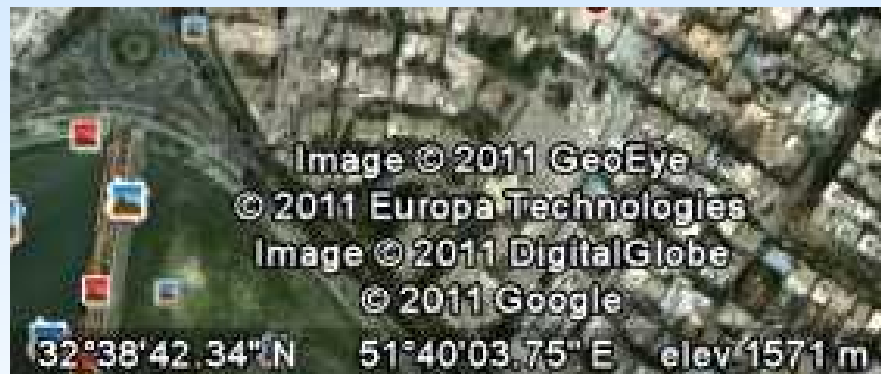 Image © 2011 GeoEye
© 2011 Europa Technologies
Image © 2011 DigitalGlobe
© 2011 Google
32°38'42.34" N 51°40'03.75" E elev 1571 m